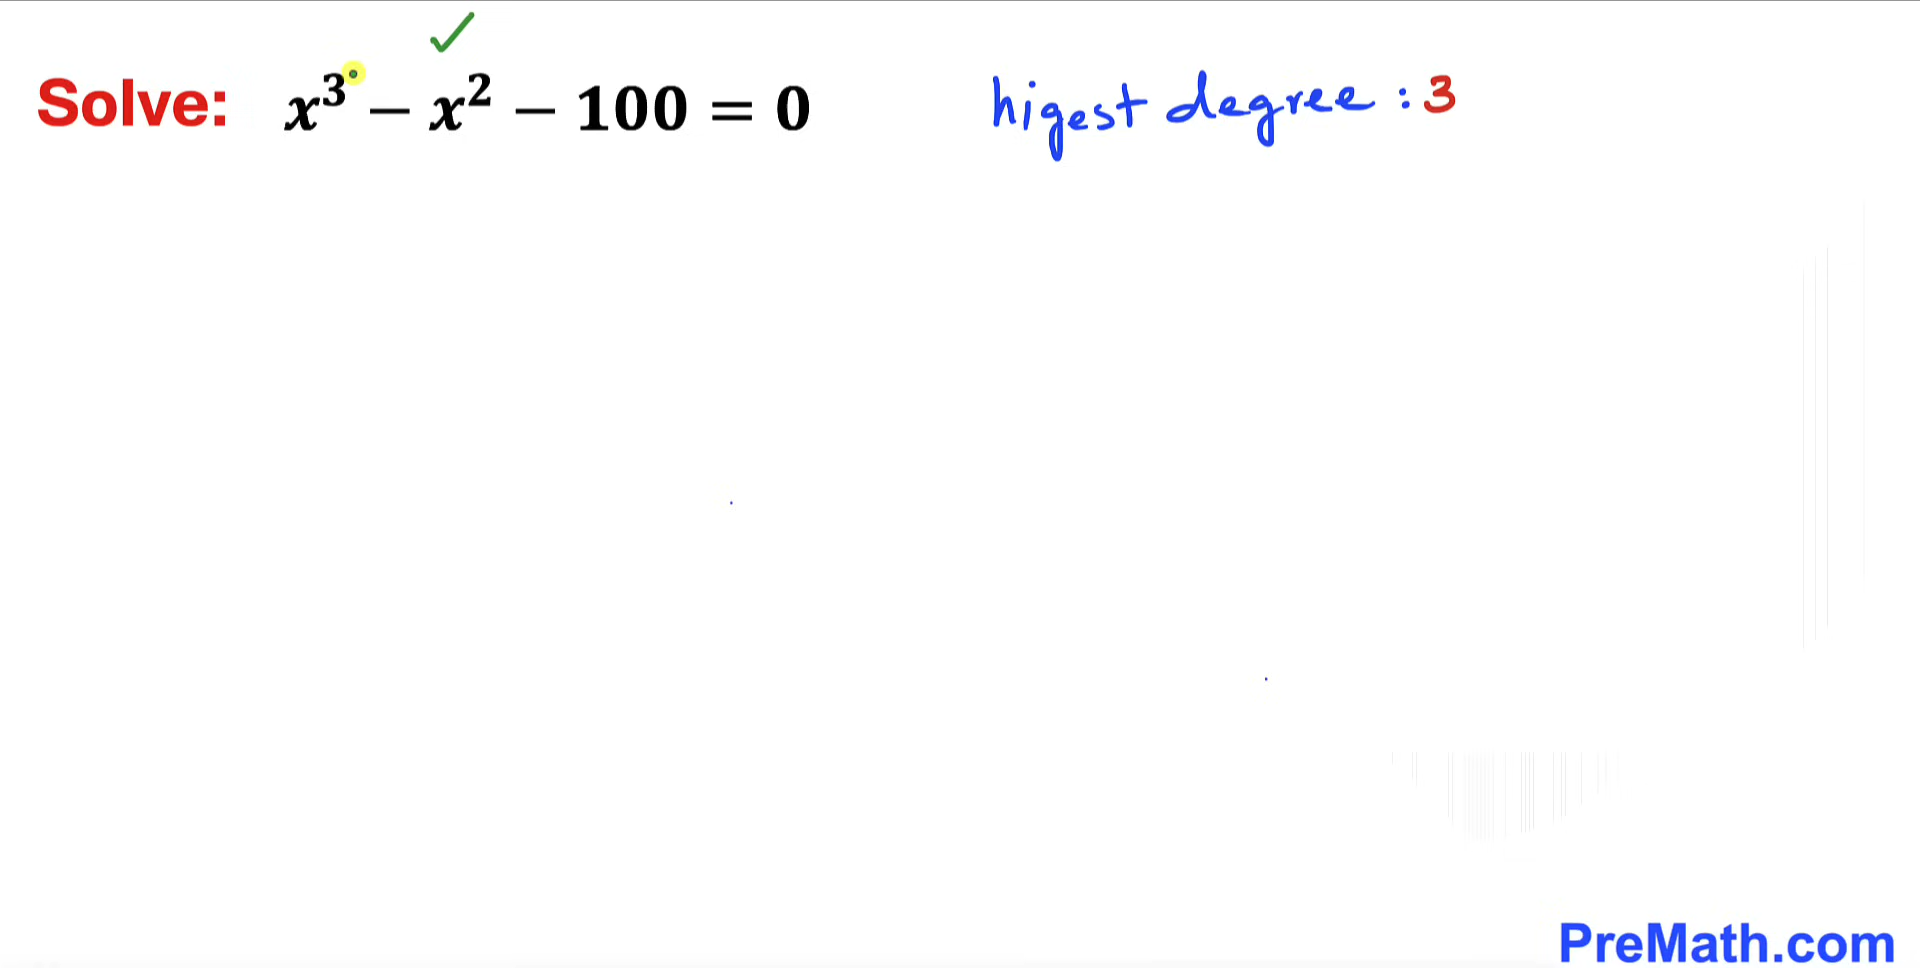 Solve: x³ – x² – 100 = 0
higest degree : 3
PreMath.com